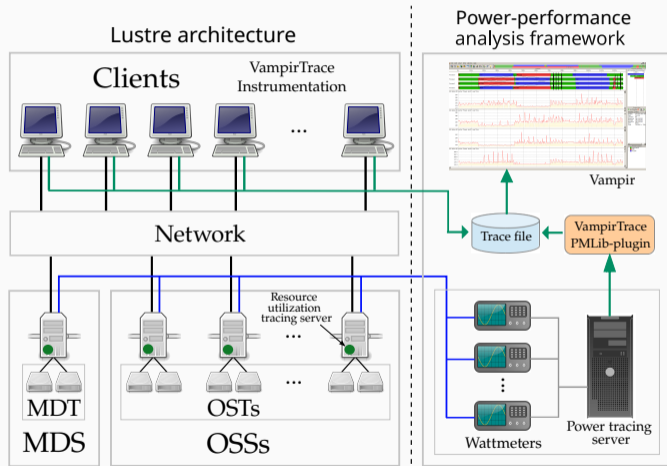 Lustre architecture
Power-performance
analysis framework
Clients
VampirTrace
Instrumentation
...
Vampir
Network
Trace file
VampirTrace
PMLib-plugin
Resource
utilization
tracing server
...
...
MDT
OSTs
MDS
OSSs
Wattmeters
Power tracing
server